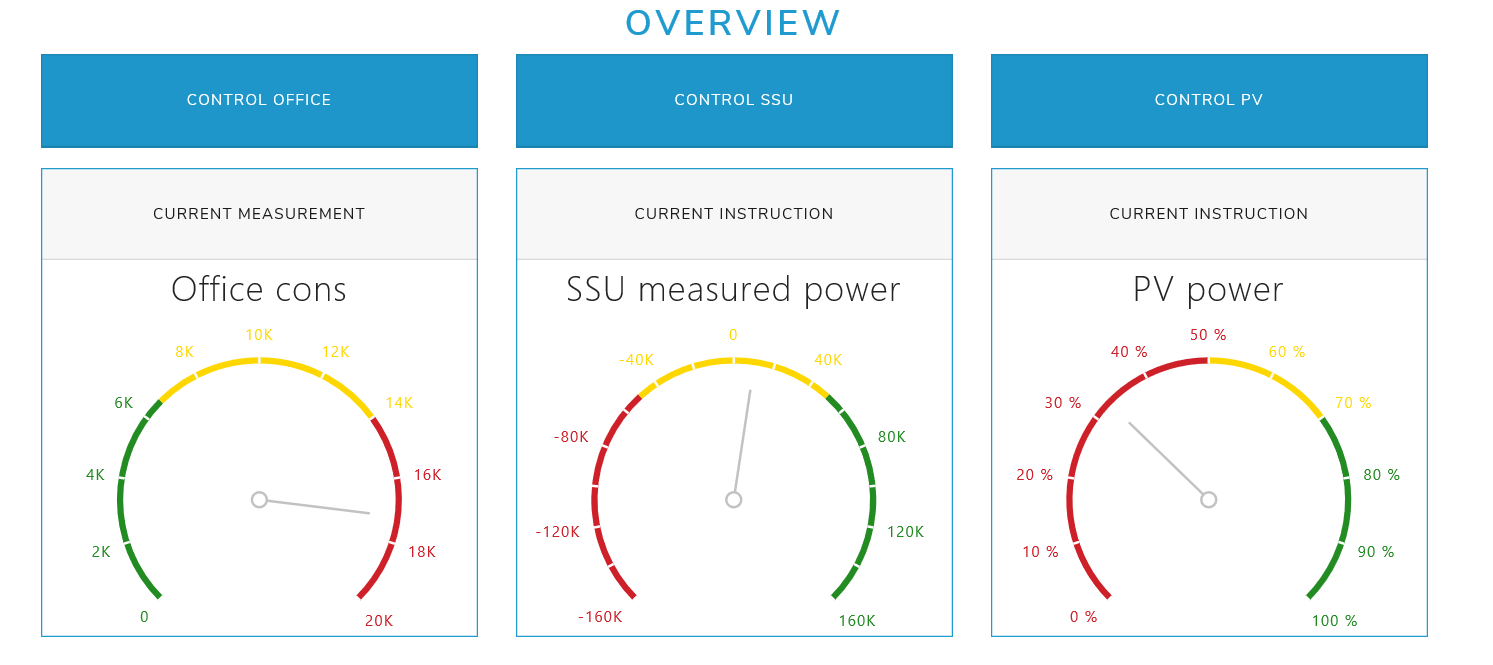 OVERVIEW
CONTROL OFFICE
CONTROL SSU
CONTROL PV
CURRENT MEASUREMENT
Office cons
0
2K
4K
6K
8K
10K
12K
14K
16K
18K
20K
CURRENT INSTRUCTION
SSU measured power
-160K
-120K
-80K
-40K
0
40K
80K
120K
160K
CURRENT INSTRUCTION
PV power
0 %
10 %
20 %
30 %
40 %
50 %
60 %
70 %
80 %
90 %
100 %